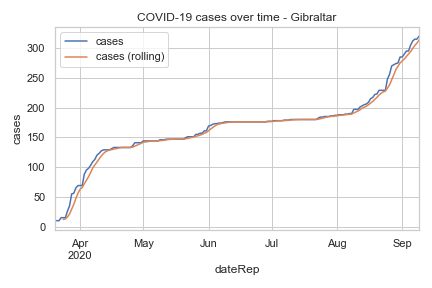 COVID-19 cases over time - Gibraltar
cases
cases (rolling)
cases
300
250
200
150
100
50
0
Apr
2020
May
Jun
Jul
Aug
Sep
dateRep